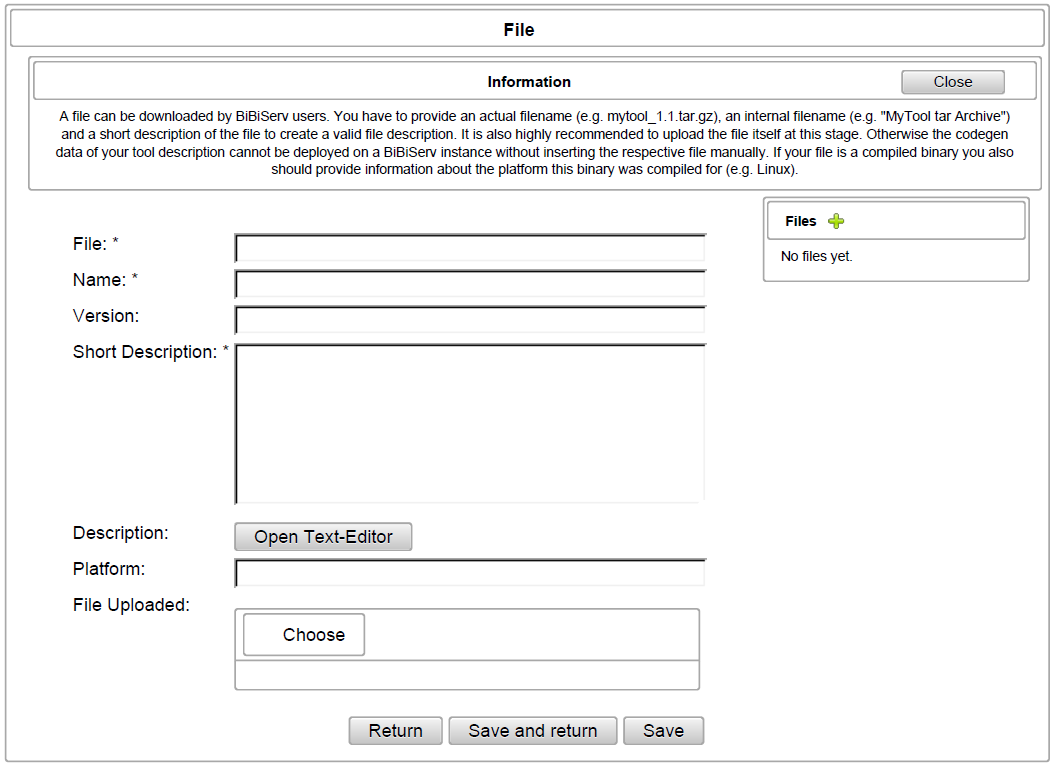 File
Information
Close
A file can be downloaded by BiBiServ users. You have to provide an actual filename (e.g. mytool_1.1.tar.gz), an internal filename (e.g. "MyTool tar Archive")
and a short description of the file to create a valid file description. It is also highly recommended to upload the file itself at this stage. Otherwise the codegen
data of your tool description cannot be deployed on a BiBiServ instance without inserting the respective file manually. If your file is a compiled binary you also
should provide information about the platform this binary was compiled for (e.g. Linux).
Files
No files yet.
File: *
Name: *
Version:
Short Description: *
Description:
Open Text-Editor
Platform:
File Uploaded:
Choose
Return
Save and return
Save